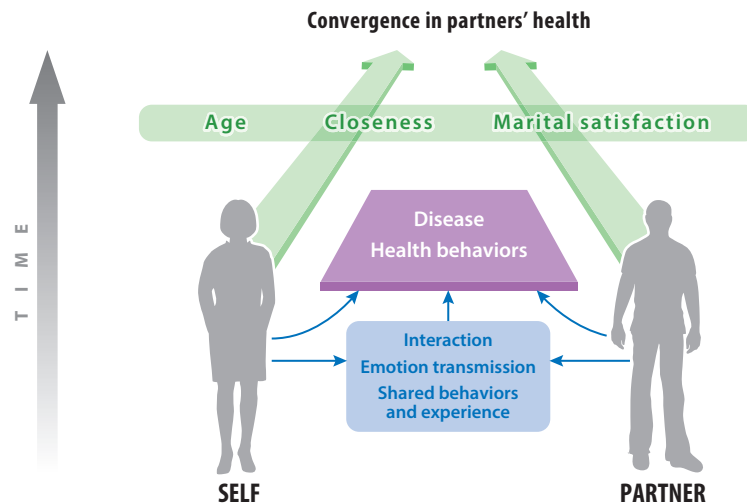 Convergence in partners' health
Age Closeness Marital satisfaction
Disease
Health behaviors
TIME
Interaction
Emotion transmission
Shared behaviors
and experience
SELF PARTNER